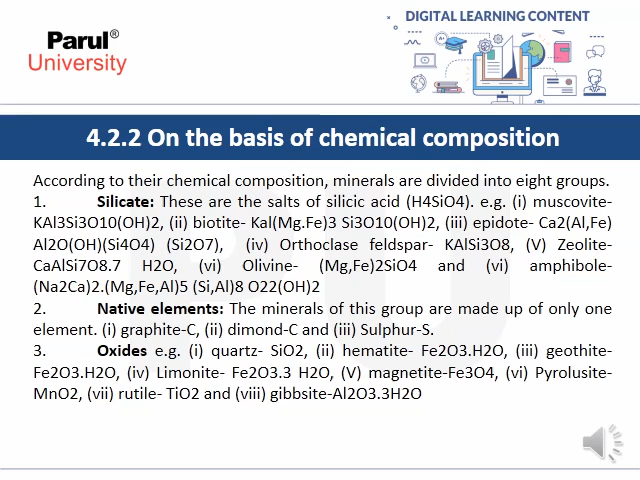 Parul®
University
DIGITAL LEARNING CONTENT
4.2.2 On the basis of chemical composition
According to their chemical composition, minerals are divided into eight groups.
1. Silicate: These are the salts of silicic acid (H4SiO4). e.g. (i) muscovite-
KAl3Si3O10(OH)2, (ii) biotite- Kal(Mg.Fe)3 Si3O10(OH)2, (iii) epidote- Ca2(Al,Fe)
Al2O(OH)(Si4O4) (Si2O7), (iv) Orthoclase feldspar- KAlSi3O8, (V) Zeolite-
CaAlSi7O8.7 H2O, (vi) Olivine- (Mg,Fe)2SiO4 and (vi) amphibole-
(Na2Ca)2.(Mg,Fe,Al)5 (Si,Al)8 O22(OH)2
2. Native elements: The minerals of this group are made up of only one
element. (i) graphite-C, (ii) dimond-C and (iii) Sulphur-S.
3. Oxides e.g. (i) quartz- SiO2, (ii) hematite- Fe2O3.H2O, (iii) geothite-
Fe2O3.H2O, (iv) Limonite- Fe2O3.3 H2O, (V) magnetite-Fe3O4, (vi) Pyrolusite-
MnO2, (vii) rutile- TiO2 and (viii) gibbsite-Al2O3.3H2O